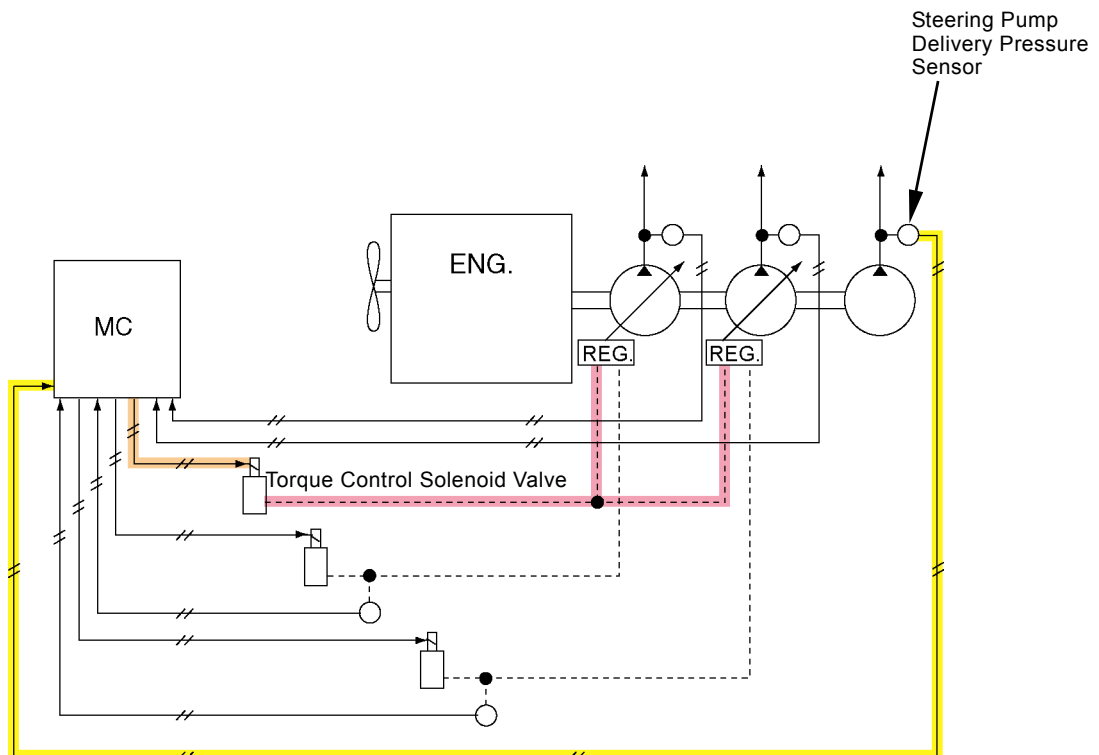 Steering Pump
Delivery Pressure
Sensor
ENG.
MC
REG.
REG.
Torque Control Solenoid Valve